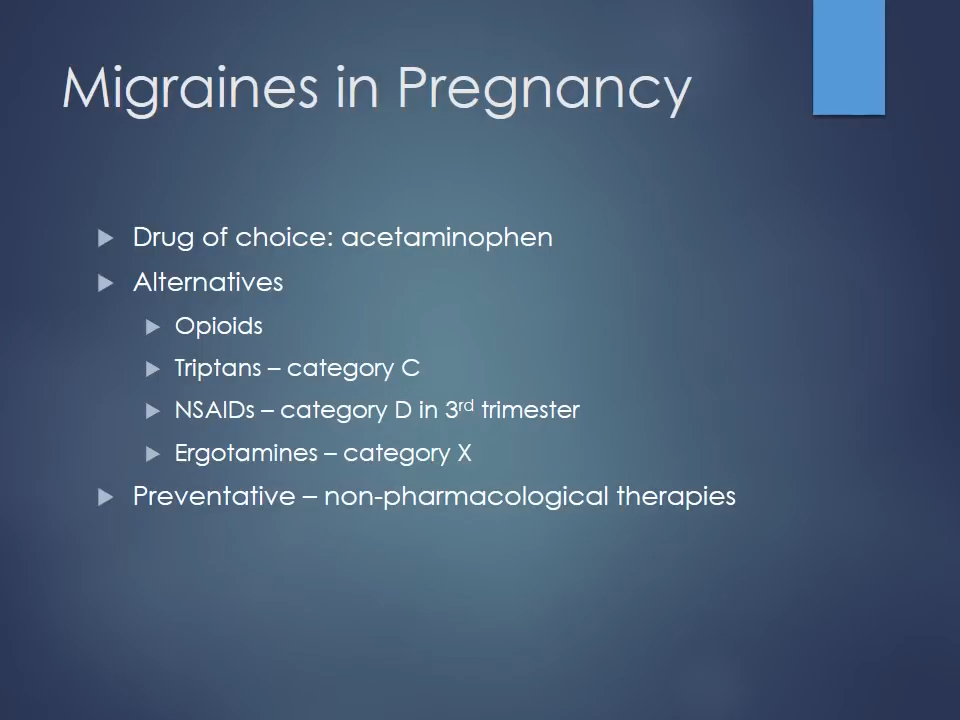 Migraines in Pregnancy
Drug of choice: acetaminophen
Alternatives
Opioids
Triptans – category C
NSAIDs – category D in 3rd trimester
Ergotamines – category X
Preventative – non-pharmacological therapies